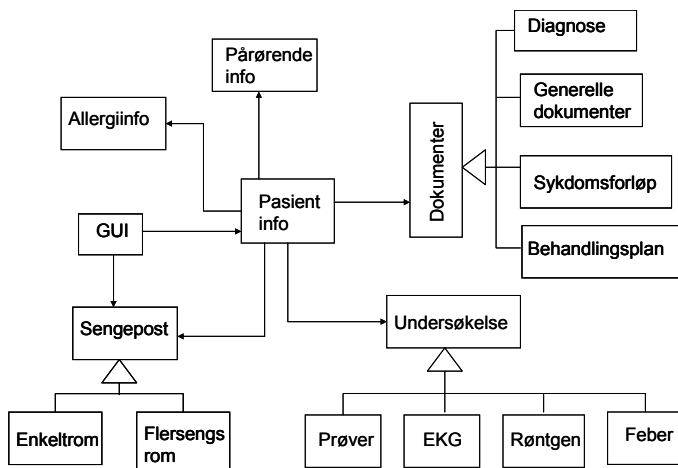 Diagnose
Pårørende
info
Generelle
dokumenter
Allergiinfo
Dokumenter
Sykdomsforløp
Pasient
info
GUI
Behandlingsplan
Sengepost
Undersøkelse
Enkeltrom
Flersengs
rom
Prøver
EKG
Røntgen
Feber